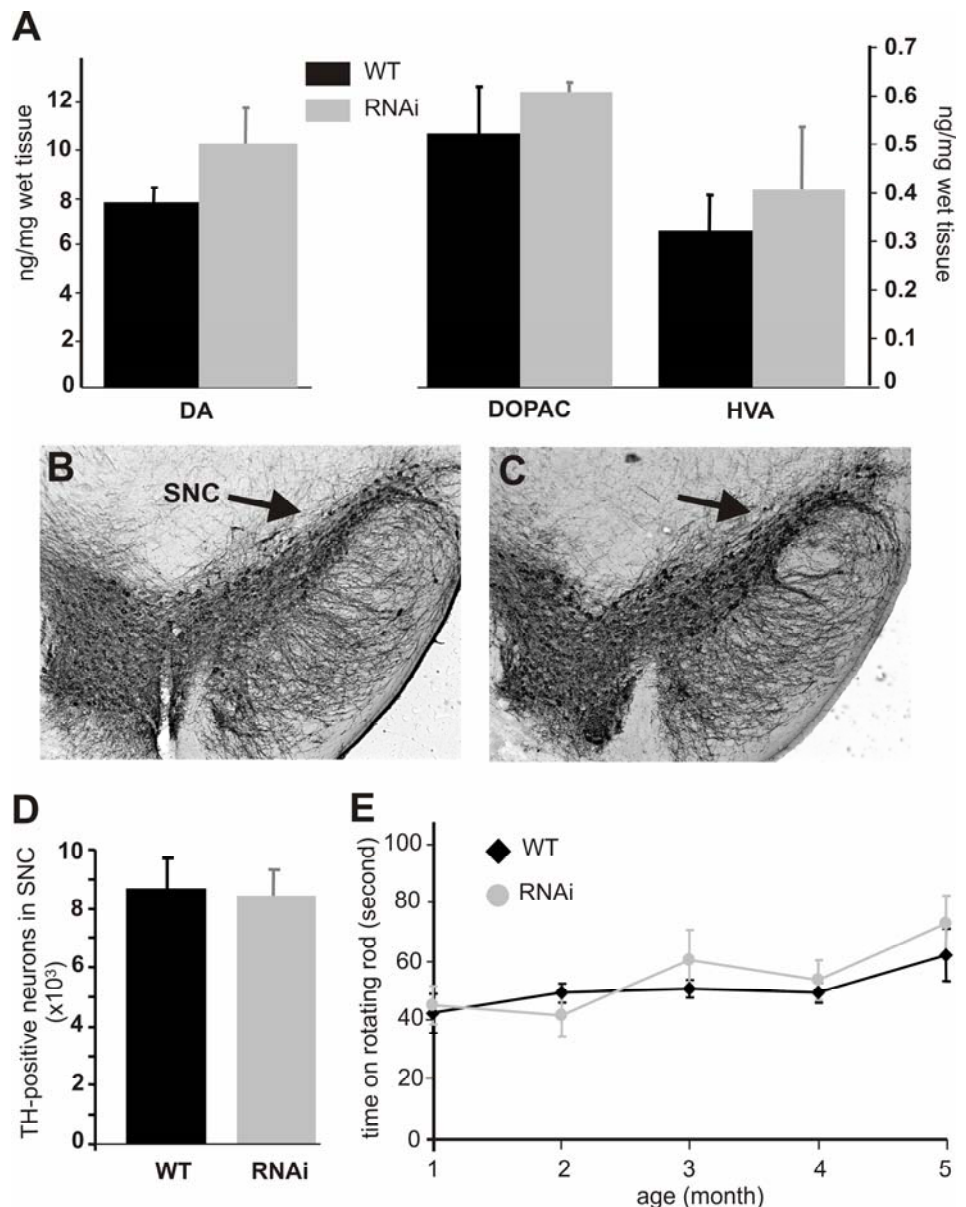 A
ng/mg wet tissue
12
10
8
6
4
2
0
WT
RNAi
0.7
0.6
0.5
0.4
0.3
0.2
0.1
0
ng/mg wet tissue
DA
DOPAC
HVA
B
SNC
C
D
TH-positive neurons in SNC
(x10³)
10
8
6
4
2
0
WT
RNAi
E
time on rotating rod (second)
100
80
60
40
20
0
WT
RNAi
1
2
3
4
5
age (month)